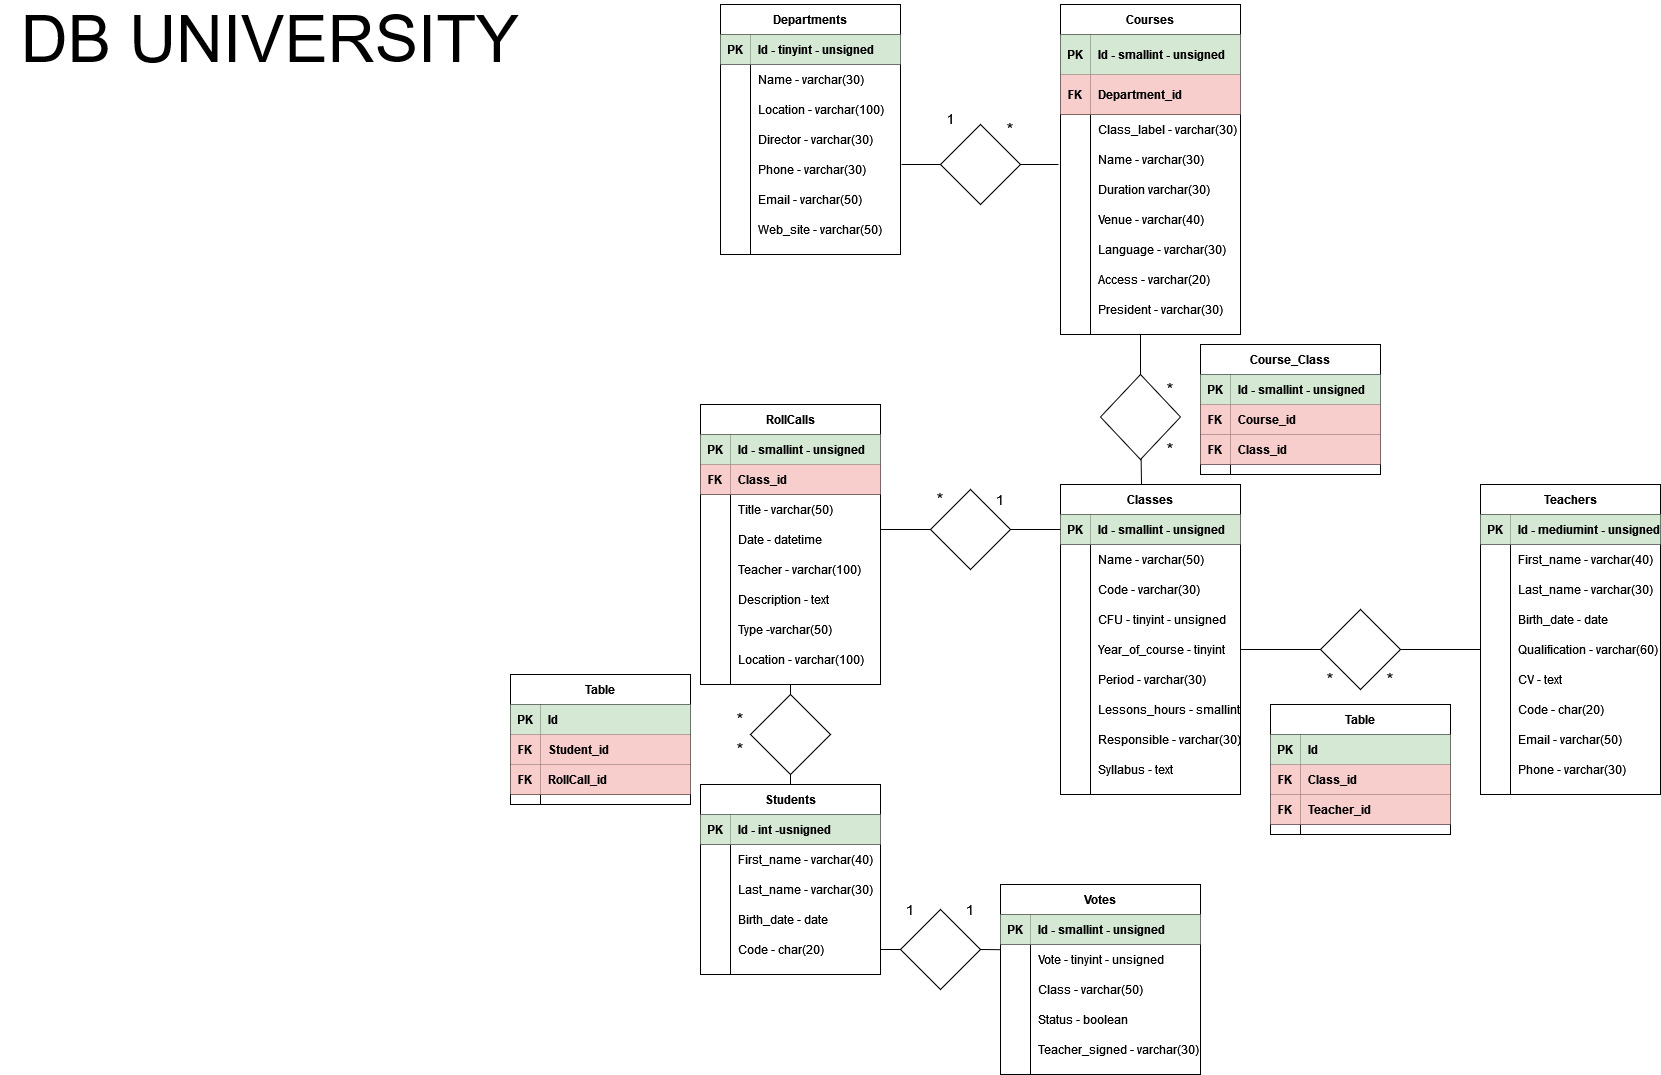 DB UNIVERSITY
Departments
PK Id - tinyint - unsigned
Name - varchar(30)
Location - varchar(100)
Director - varchar(30)
Phone - varchar(30)
Email - varchar(50)
Web_site - varchar(50)
1
*
Courses
PK Id - smallint - unsigned
FK Department_id
Class_label - varchar(30)
Name - varchar(30)
Duration varchar(30)
Venue - varchar(40)
Language - varchar(30)
Access - varchar(20)
President - varchar(30)
*
*
Course_Class
PK Id - smallint - unsigned
FK Course_id
FK Class_id
RollCalls
PK Id - smallint - unsigned
FK Class_id
Title - varchar(50)
Date - datetime
Teacher - varchar(100)
Description - text
Type -varchar(50)
Location - varchar(100)
*
1
Classes
PK Id - smallint - unsigned
Name - varchar(50)
Code - varchar(30)
CFU - tinyint - unsigned
Year_of_course - tinyint
Period - varchar(30)
Lessons_hours - smallint
Responsible - varchar(30)
Syllabus - text
*
*
Teachers
PK Id - mediumint - unsigned
First_name - varchar(40)
Last_name - varchar(30)
Birth_date - date
Qualification - varchar(60)
CV - text
Code - char(20)
Email - varchar(50)
Phone - varchar(30)
Table
PK Id
FK Class_id
FK Teacher_id
Table
PK Id
FK Student_id
FK RollCall_id
*
*
Students
PK Id - int -usnigned
First_name - varchar(40)
Last_name - varchar(30)
Birth_date - date
Code - char(20)
1
1
Votes
PK Id - smallint - unsigned
Vote - tinyint - unsigned
Class - varchar(50)
Status - boolean
Teacher_signed - varchar(30)